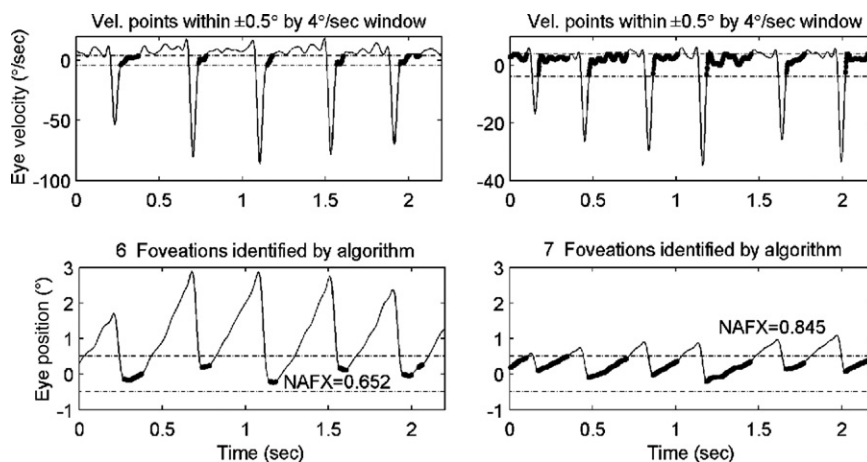 Vel. points within ±0.5° by 4°/sec window
Eye velocity (°/sec)
0
-50
-100
0 0.5 1 1.5 2
Vel. points within ±0.5° by 4°/sec window
0
-20
-40
0 0.5 1 1.5 2
6 Foveations identified by algorithm
Eye position (°)
3
2
1
0
-1
NAFX=0.652
0 0.5 1 1.5 2
Time (sec)
7 Foveations identified by algorithm
3
2
1
0
-1
NAFX=0.845
0 0.5 1 1.5 2
Time (sec)